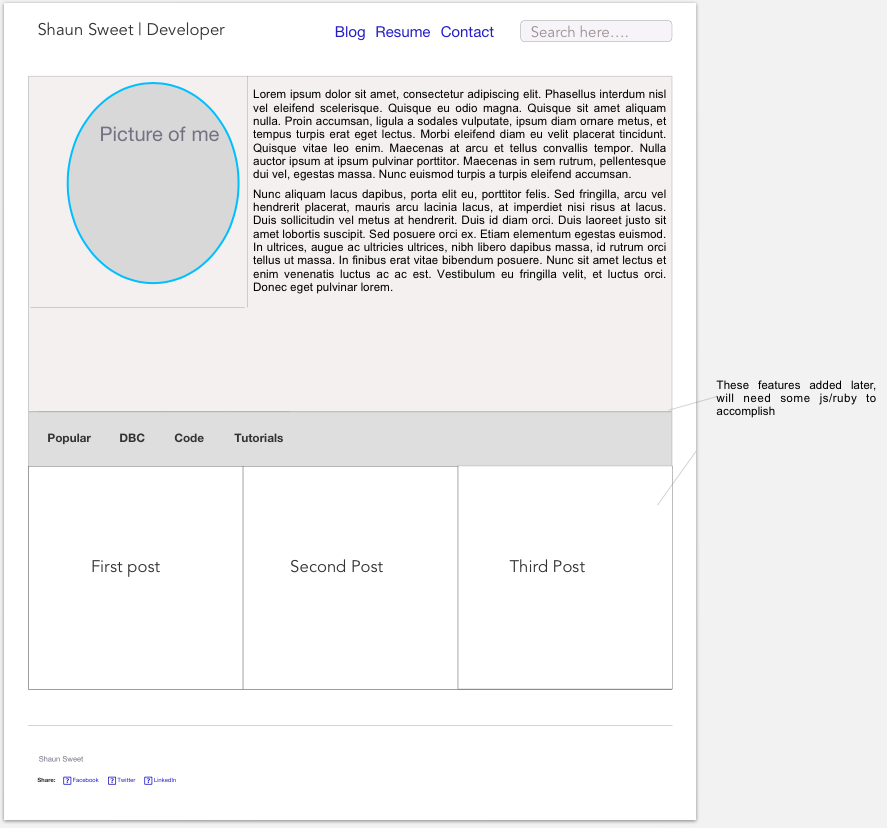 Shaun Sweet | Developer
Blog Resume Contact
Search here….
Picture of me
Lorem ipsum dolor sit amet, consectetur adipiscing elit. Phasellus interdum nisl
vel eleifend scelerisque. Quisque eu odio magna. Quisque sit amet aliquam
nulla. Proin accumsan, ligula a sodales vulputate, ipsum diam ornare metus, et
tempus turpis erat eget lectus. Morbi eleifend diam eu velit placerat tincidunt.
Quisque vitae leo enim. Maecenas at arcu et tellus convallis tempor. Nulla
auctor ipsum at ipsum pulvinar porttitor. Maecenas in sem rutrum, pellentesque
dui vel, egestas massa. Nunc euismod turpis a turpis eleifend accumsan.
Nunc aliquam lacus dapibus, porta elit eu, porttitor felis. Sed fringilla, arcu vel
hendrerit placerat, mauris arcu lacinia lacus, at imperdiet nisi risus at lacus.
Duis sollicitudin vel metus at hendrerit. Duis id diam orci. Duis laoreet justo sit
amet lobortis suscipit. Sed posuere orci ex. Etiam elementum egestas euismod.
In ultrices, augue ac ultricies ultrices, nibh libero dapibus massa, id rutrum orci
tellus ut massa. In finibus erat vitae bibendum posuere. Nunc sit amet lectus et
enim venenatis luctus ac ac est. Vestibulum eu fringilla velit, et luctus orci.
Donec eget pulvinar lorem.
These features added later,
will need some js/ruby to
accomplish
Popular DBC Code Tutorials
First post
Second Post
Third Post
Shaun Sweet
Share: ? Facebook ? Twitter ? LinkedIn